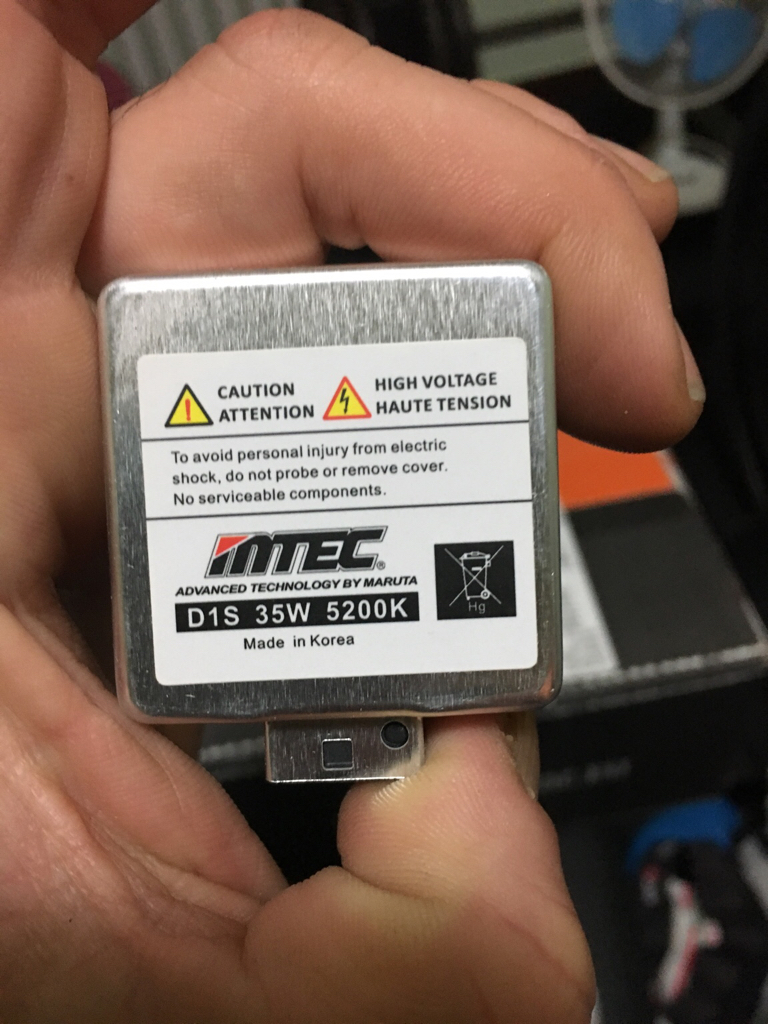 CAUTION
ATTENTION
HIGH VOLTAGE
HAUTE TENSION
To avoid personal injury from electric
shock, do not probe or remove cover.
No serviceable components.
MTEC®
ADVANCED TECHNOLOGY BY MARUTA
D1S 35W 5200K
Made in Korea
Hg